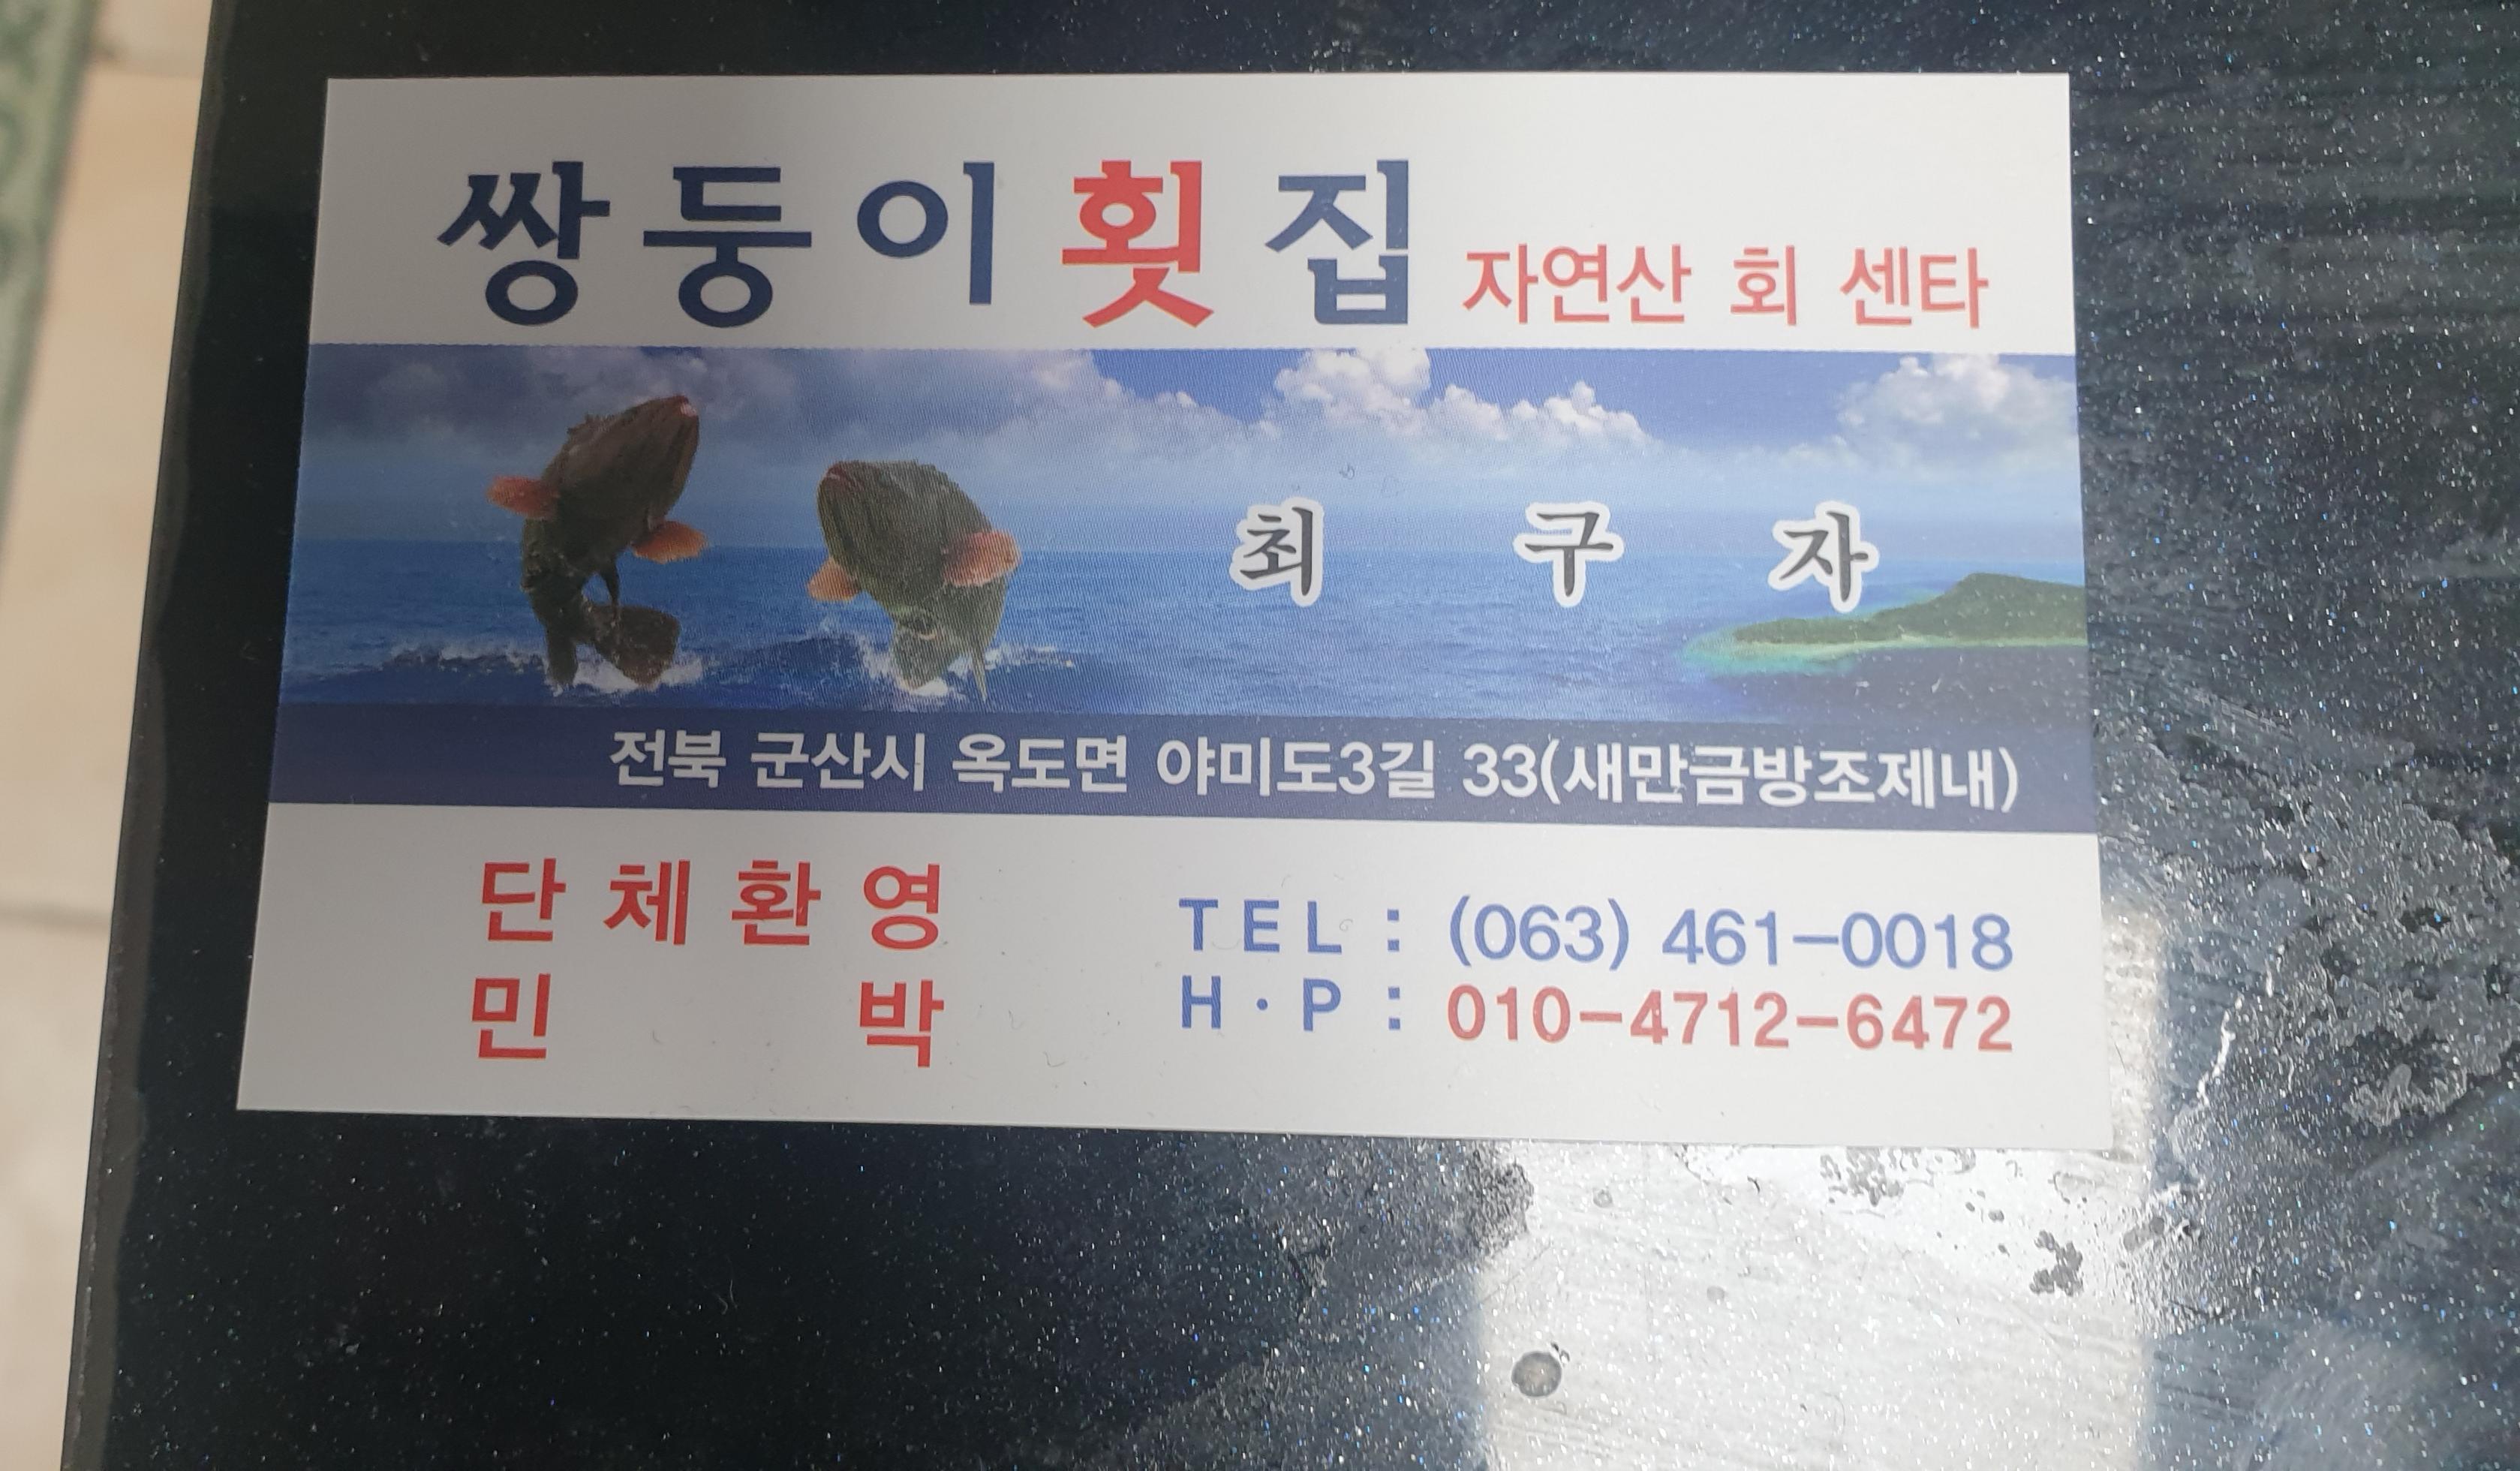 쌍둥이횟집 자연산 회 센타
최 구 자
전북 군산시 옥도면 야미도3길 33(새만금방조제내)
단체환영
민 박
TEL : (063) 461-0018
H·P : 010-4712-6472